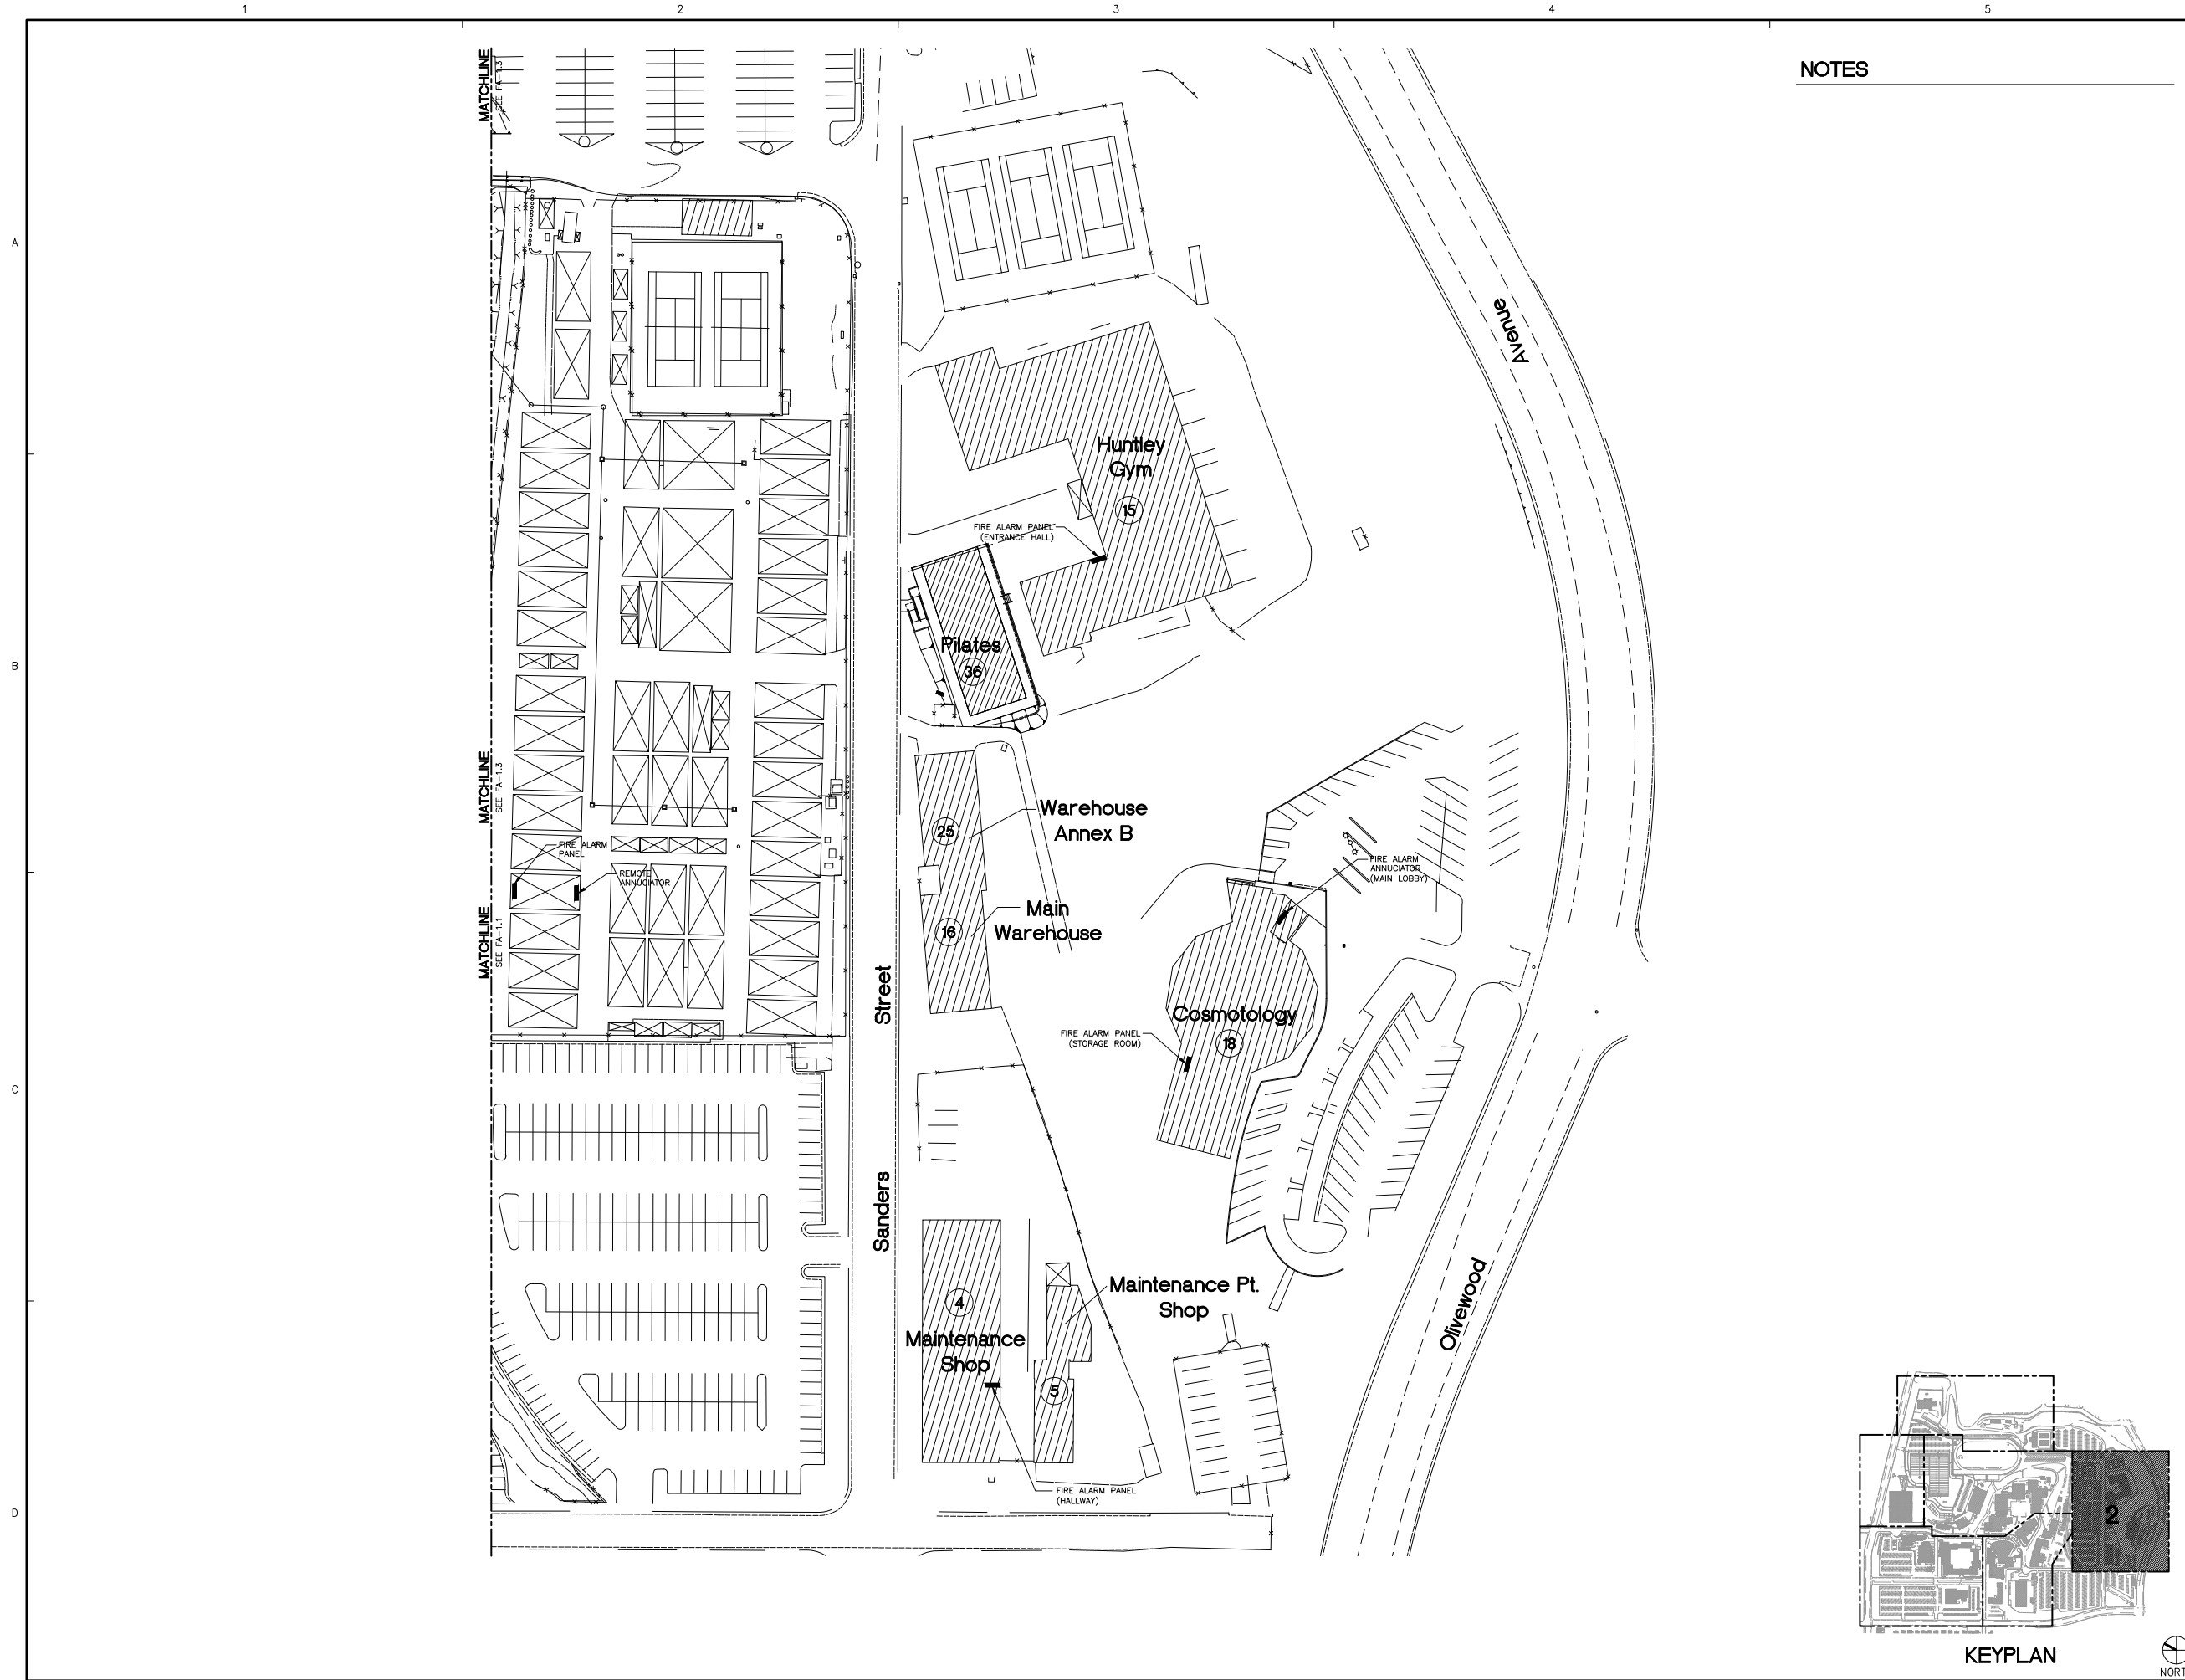 1
2
3
4
5
A
B
C
D
NOTES
MATCHLINE
SEE FA-1.3
Avenue
Huntley
Gym
15
FIRE ALARM PANEL
(ENTRANCE HALL)
Pilates
36
MATCHLINE
SEE FA-1.3
Warehouse
Annex B
25
FIRE ALARM
PANEL
REMOTE
ANNUCIATOR
FIRE ALARM
ANNUCIATOR
(MAIN LOBBY)
MATCHLINE
SEE FA-1.1
Main
Warehouse
16
Street
Cosmotology
18
FIRE ALARM PANEL
(STORAGE ROOM)
Sanders
Maintenance Pt.
Shop
4
Maintenance
Shop
5
Olivewood
FIRE ALARM PANEL
(HALLWAY)
2
KEYPLAN
NORT